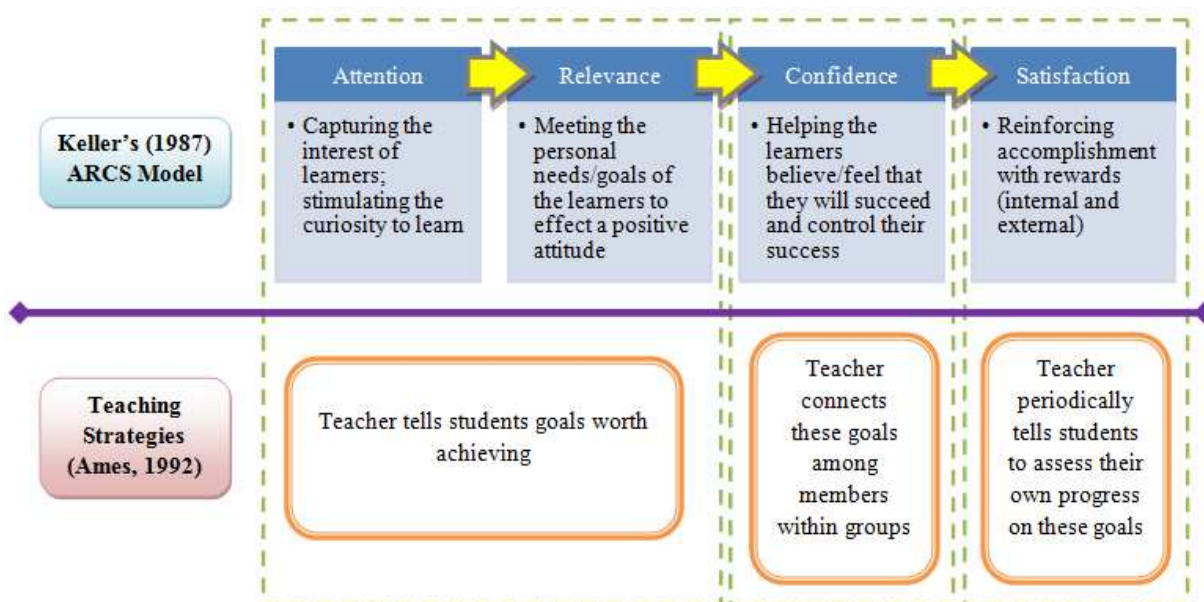 Attention
Relevance
Confidence
Satisfaction
Keller's (1987)
ARCS Model
• Capturing the
interest of
learners;
stimulating the
curiosity to learn
• Meeting the
personal
needs/goals of
the learners to
effect a positive
attitude
• Helping the
learners
believe/feel that
they will succeed
and control their
success
• Reinforcing
accomplishment
with rewards
(internal and
external)
Teaching
Strategies
(Ames, 1992)
Teacher tells students goals worth
achieving
Teacher
connects
these goals
among
members
within groups
Teacher
periodically
tells students
to assess their
own progress
on these goals